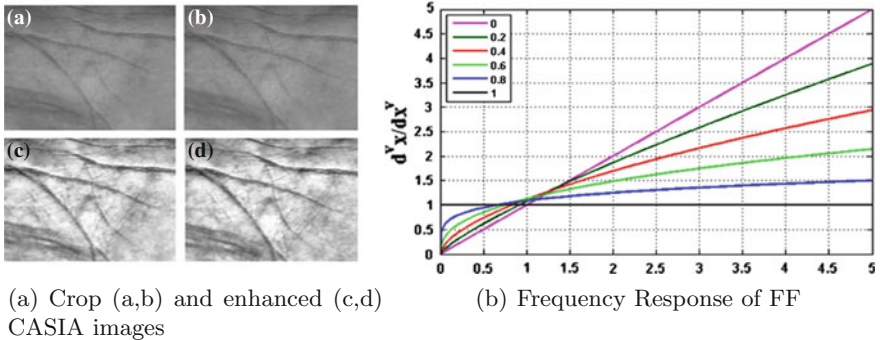 (a)
(b)
(c)
(d)
d^v x/dx^v
5
4.5
4
3.5
3
2.5
2
1.5
1
0.5
0
0
0.2
0.4
0.6
0.8
1
0 0.5 1 1.5 2 2.5 3 3.5 4 4.5 5
(a) Crop (a,b) and enhanced (c,d)
CASIA images
(b) Frequency Response of FF